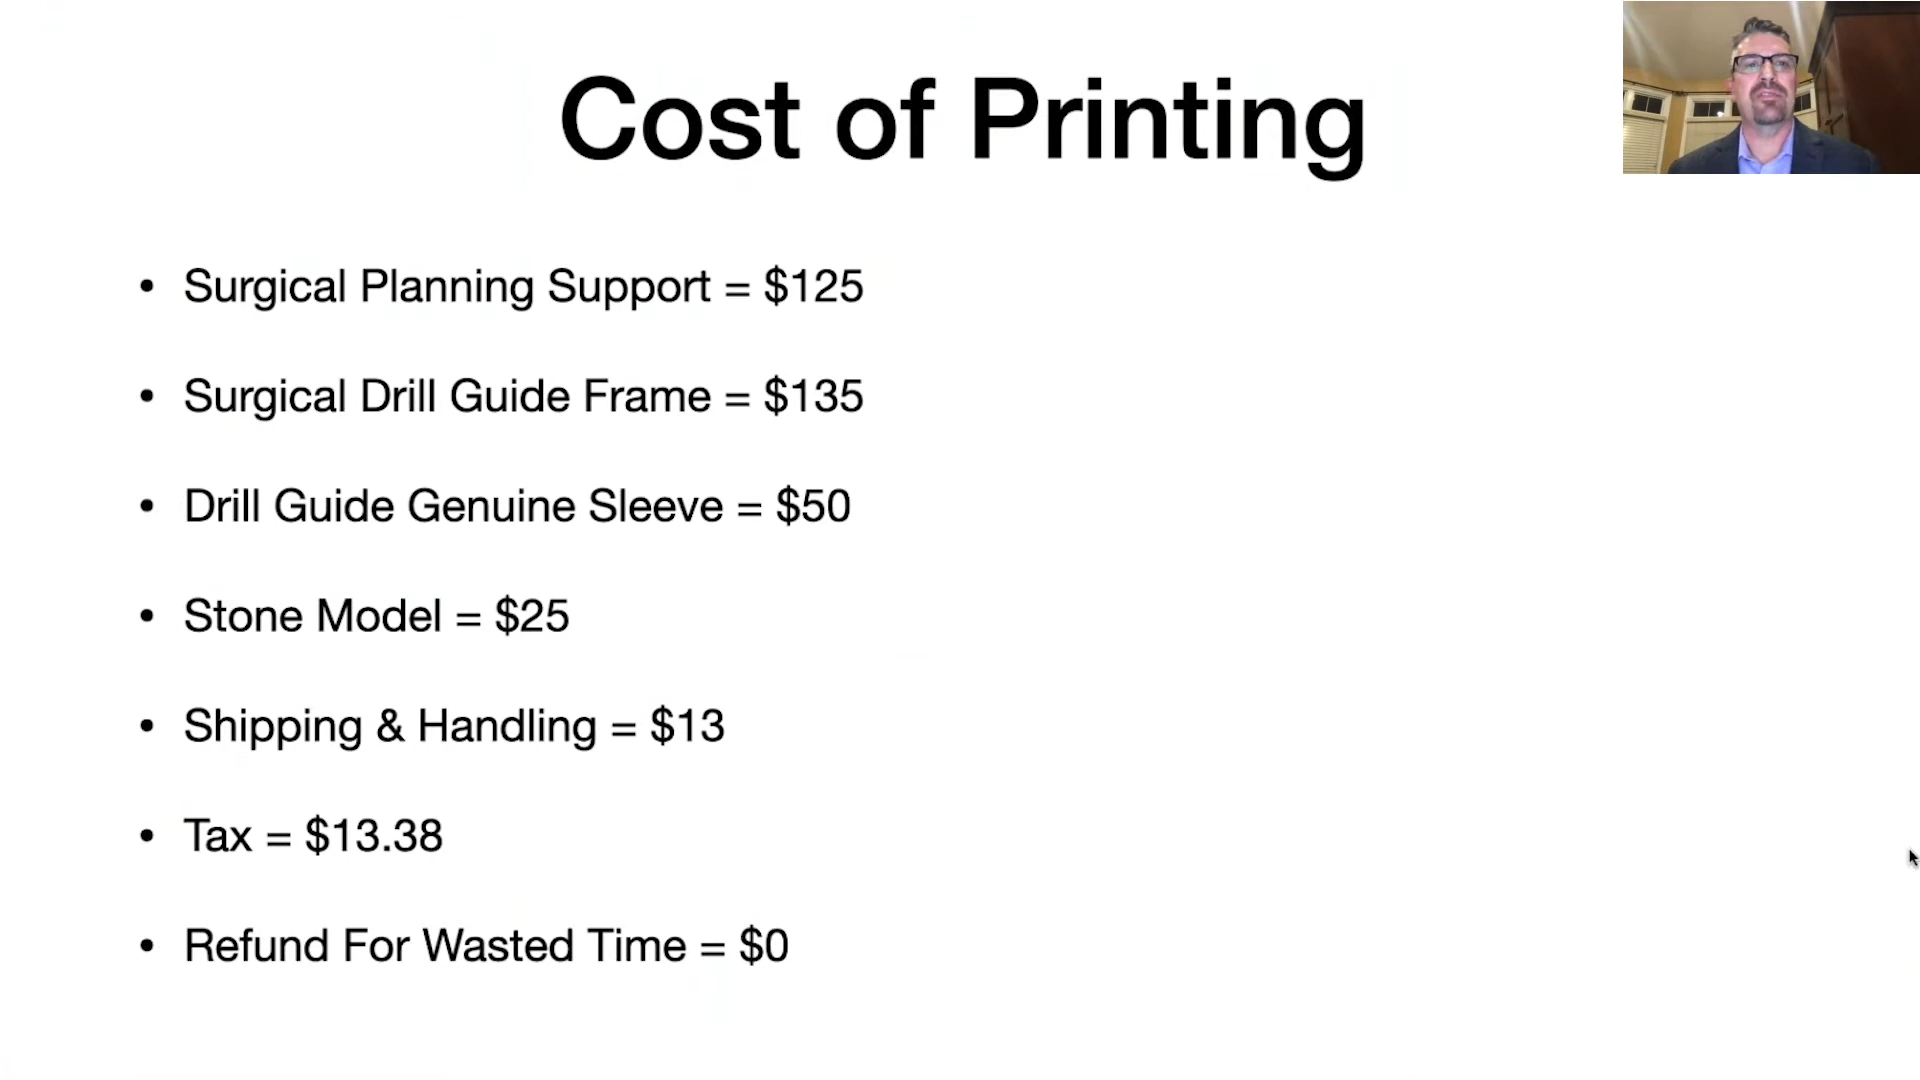 Cost of Printing
• Surgical Planning Support = $125
• Surgical Drill Guide Frame = $135
• Drill Guide Genuine Sleeve = $50
• Stone Model = $25
• Shipping & Handling = $13
• Tax = $13.38
• Refund For Wasted Time = $0